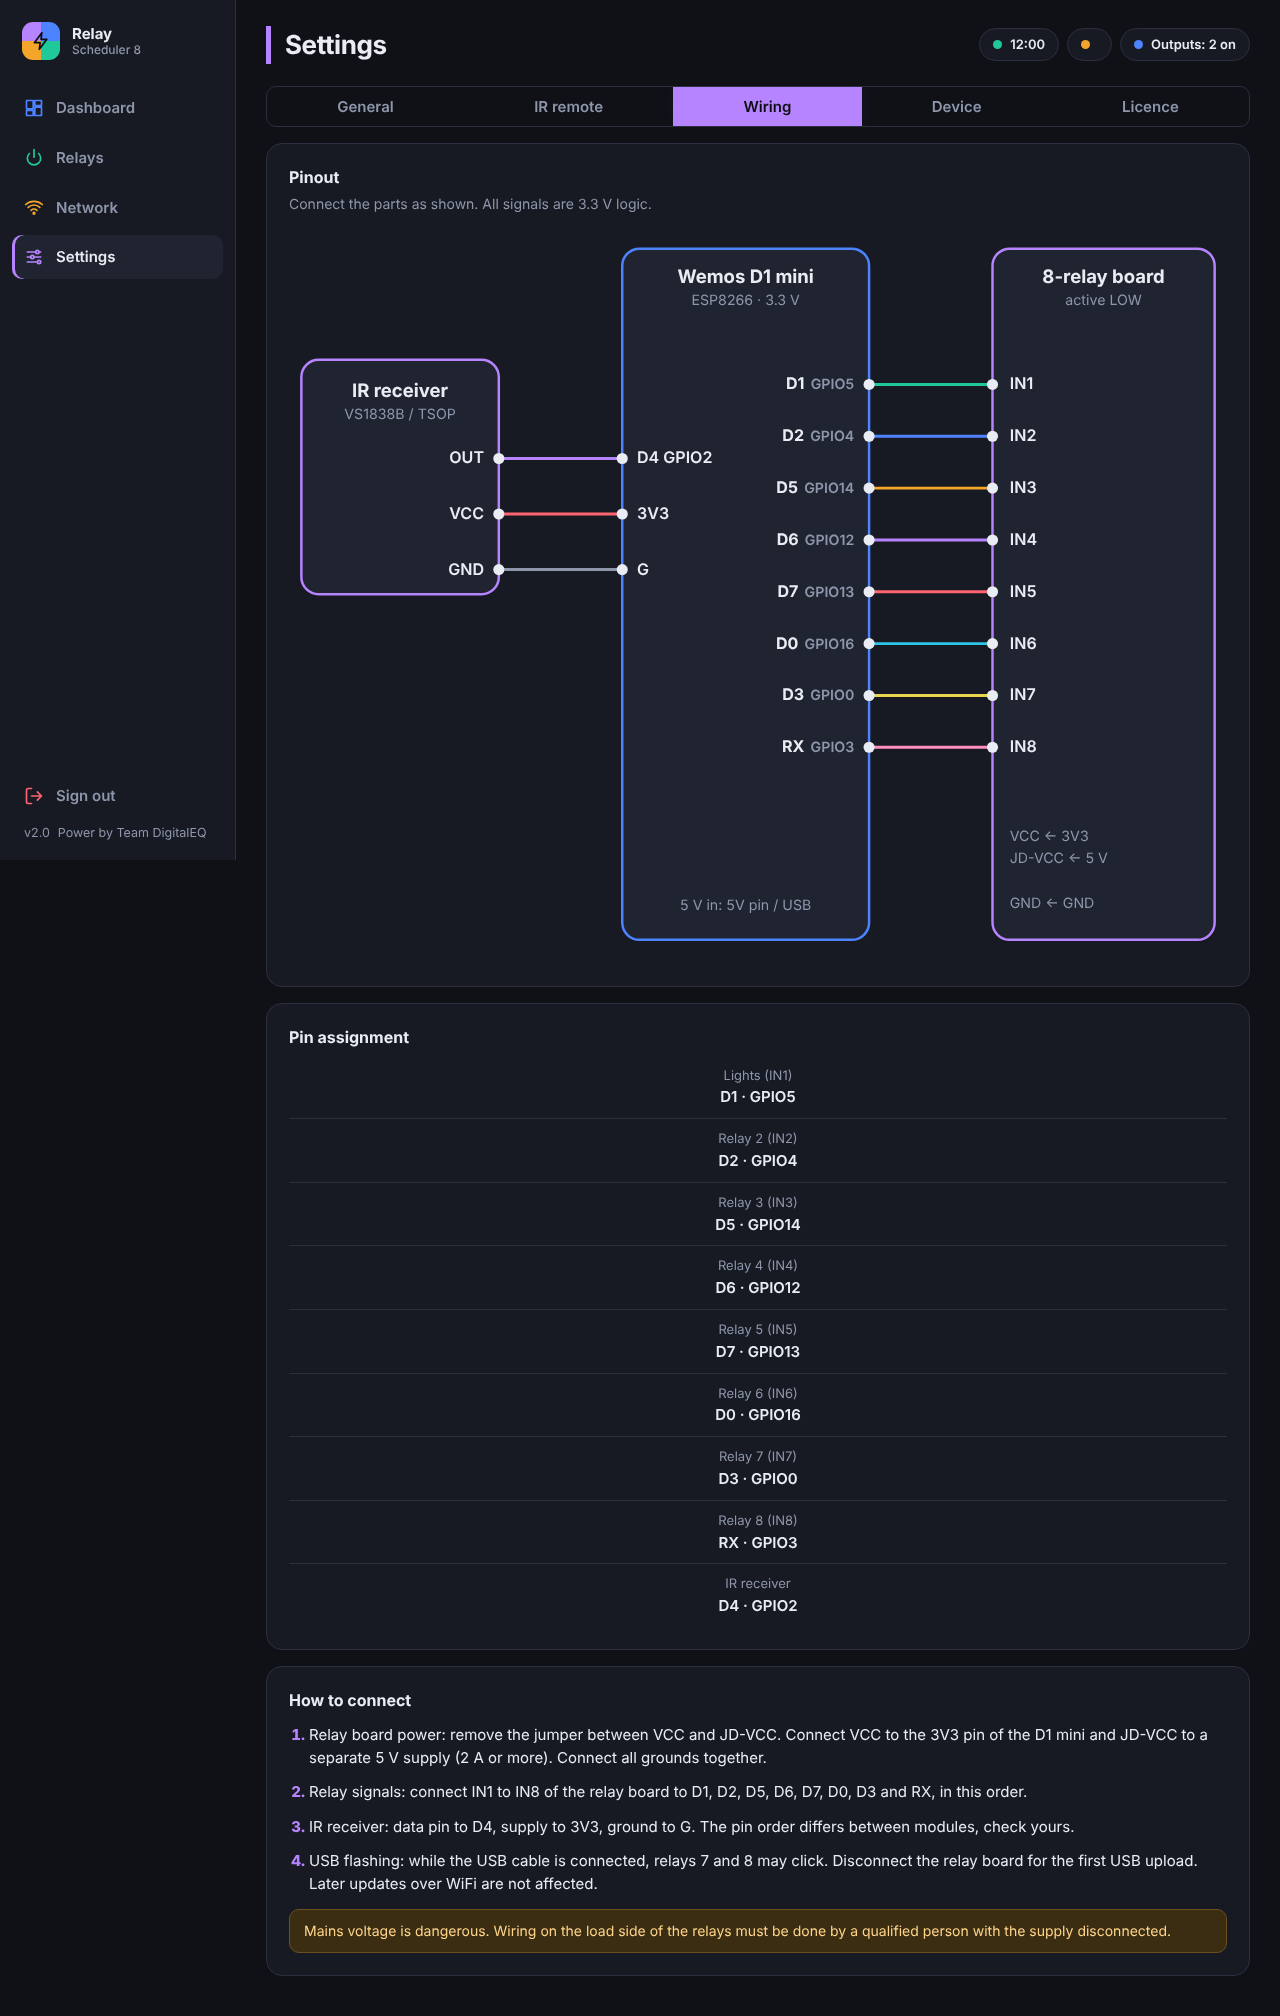 Relay
Scheduler 8
Dashboard
Relays
Network
Settings
Sign out
v2.0 Power by Team DigitalEQ
Settings
12:00
Outputs: 2 on
General
IR remote
Wiring
Device
Licence
Pinout
Connect the parts as shown. All signals are 3.3 V logic.
IR receiver
VS1838B / TSOP
OUT
VCC
GND
Wemos D1 mini
ESP8266 · 3.3 V
D4 GPIO2
3V3
G
D1 GPIO5
D2 GPIO4
D5 GPIO14
D6 GPIO12
D7 GPIO13
D0 GPIO16
D3 GPIO0
RX GPIO3
5 V in: 5V pin / USB
8-relay board
active LOW
IN1
IN2
IN3
IN4
IN5
IN6
IN7
IN8
VCC ← 3V3
JD-VCC ← 5 V
GND ← GND
Pin assignment
Lights (IN1)
D1 · GPIO5
Relay 2 (IN2)
D2 · GPIO4
Relay 3 (IN3)
D5 · GPIO14
Relay 4 (IN4)
D6 · GPIO12
Relay 5 (IN5)
D7 · GPIO13
Relay 6 (IN6)
D0 · GPIO16
Relay 7 (IN7)
D3 · GPIO0
Relay 8 (IN8)
RX · GPIO3
IR receiver
D4 · GPIO2
How to connect
1. Relay board power: remove the jumper between VCC and JD-VCC. Connect VCC to the 3V3 pin of the D1 mini and JD-VCC to a
separate 5 V supply (2 A or more). Connect all grounds together.
2. Relay signals: connect IN1 to IN8 of the relay board to D1, D2, D5, D6, D7, D0, D3 and RX, in this order.
3. IR receiver: data pin to D4, supply to 3V3, ground to G. The pin order differs between modules, check yours.
4. USB flashing: while the USB cable is connected, relays 7 and 8 may click. Disconnect the relay board for the first USB upload.
Later updates over WiFi are not affected.
Mains voltage is dangerous. Wiring on the load side of the relays must be done by a qualified person with the supply disconnected.